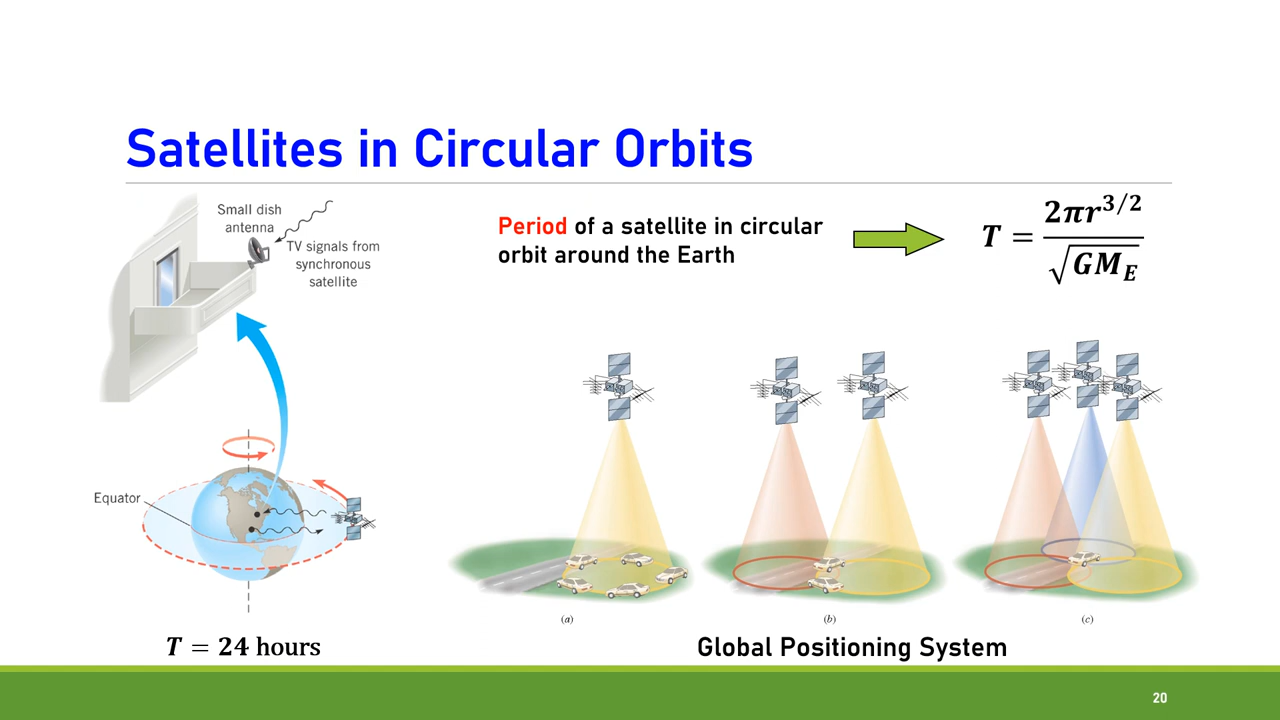 Satellites in Circular Orbits
Small dish
antenna
TV signals from
synchronous
satellite
Period of a satellite in circular
orbit around the Earth
T = 2πr^{3/2} / √GM_E
Equator
T = 24 hours
(a)
(b)
(c)
Global Positioning System
20